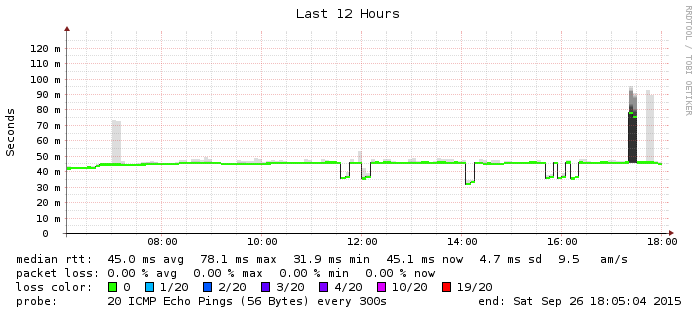 Last 12 Hours
RRDTOOL / TOBI OETIKER
Seconds
120 m
110 m
100 m
90 m
80 m
70 m
60 m
50 m
40 m
30 m
20 m
10 m
0
08:00 10:00 12:00 14:00 16:00 18:00
median rtt: 45.0 ms avg 78.1 ms max 31.9 ms min 45.1 ms now 4.7 ms sd 9.5 am/s
packet loss: 0.00 % avg 0.00 % max 0.00 % min 0.00 % now
loss color: 0 1/20 2/20 3/20 4/20 10/20 19/20
probe: 20 ICMP Echo Pings (56 Bytes) every 300s end: Sat Sep 26 18:05:04 2015